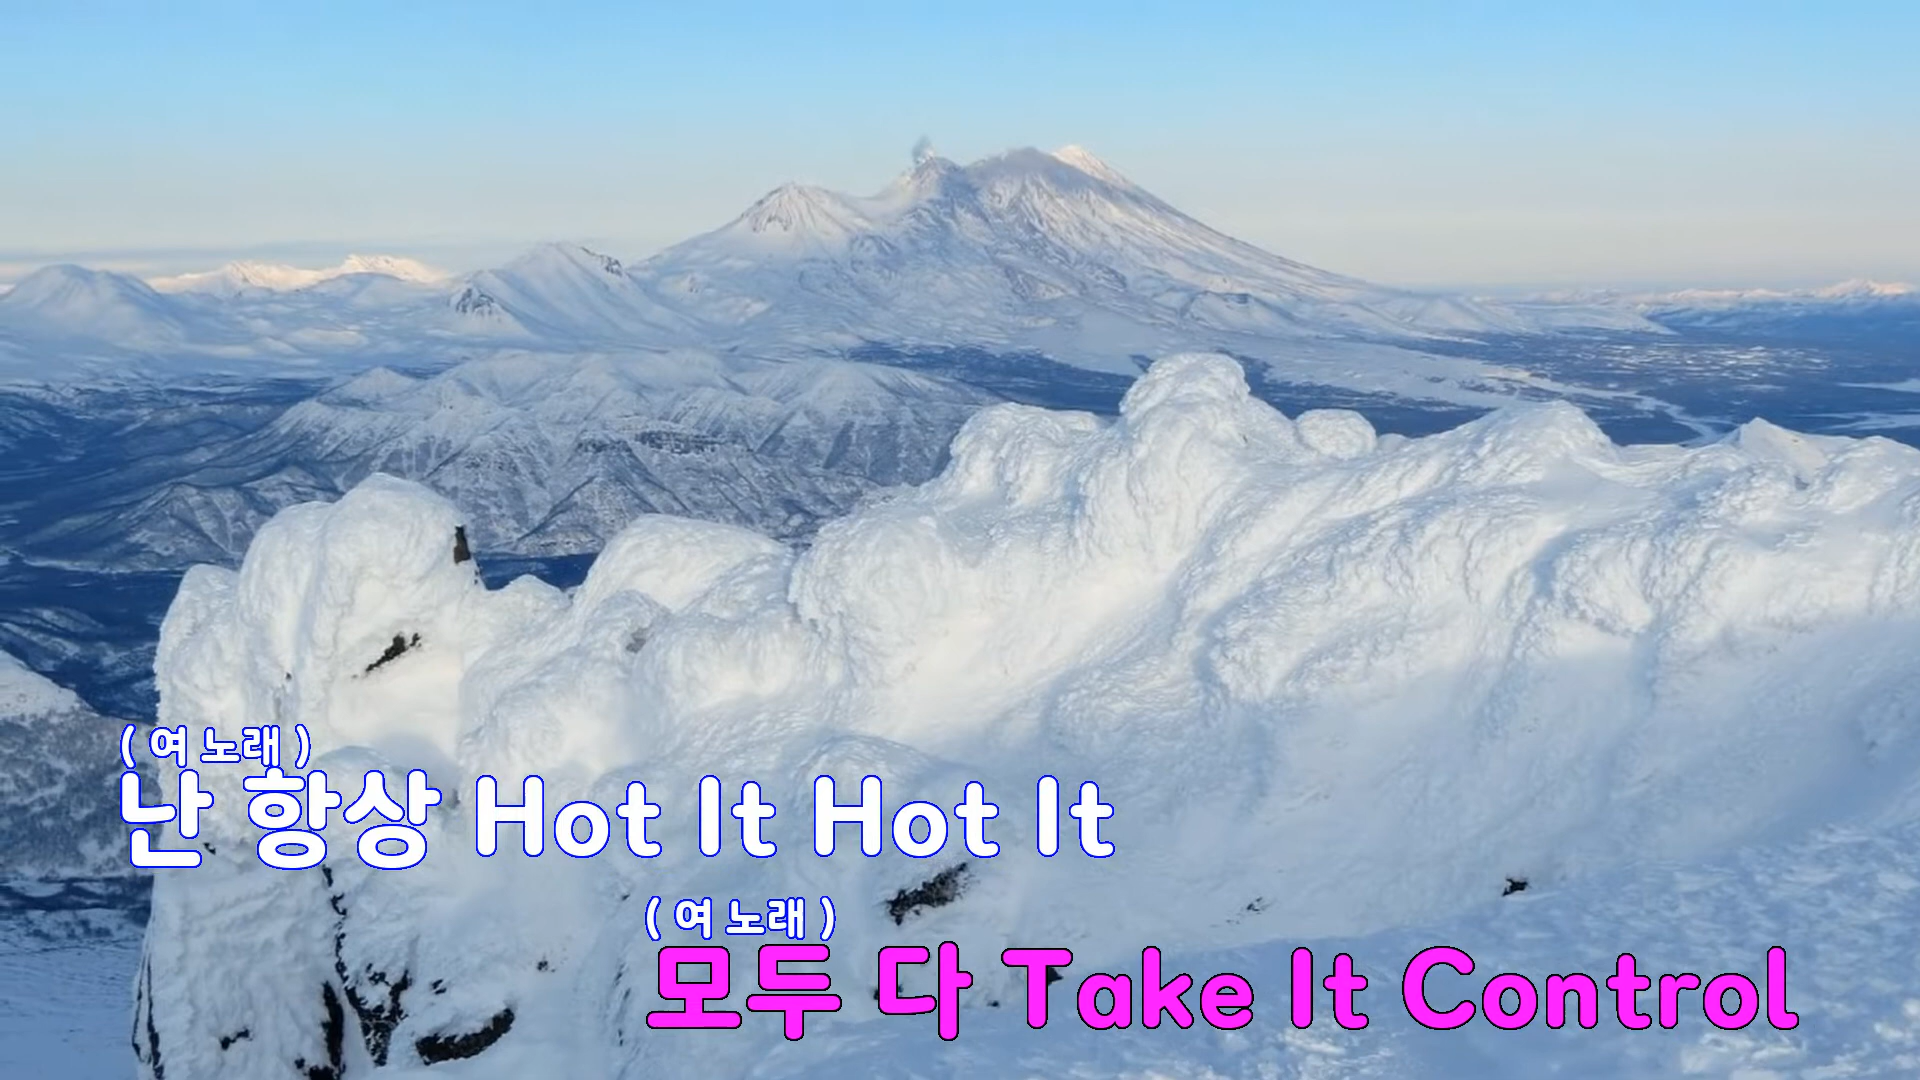 ( 여 노래 )
난 항상 Hot It Hot It
( 여 노래 )
모두 다 Take It Control